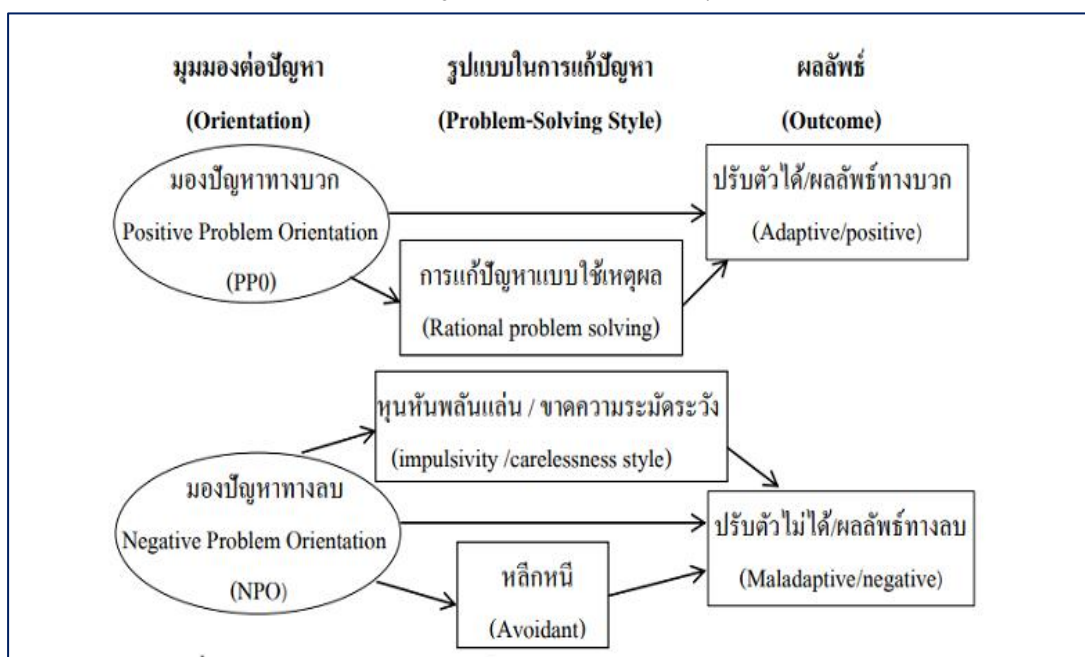 มุมมองต่อปัญหา
(Orientation)
รูปแบบในการแก้ปัญหา
(Problem-Solving Style)
ผลลัพธ์
(Outcome)
มองปัญหาทางบวก
Positive Problem Orientation
(PP0)
ปรับตัวได้/ผลลัพธ์ทางบวก
(Adaptive/positive)
การแก้ปัญหาแบบใช้เหตุผล
(Rational problem solving)
หุนหันพลันแล่น / ขาดความระมัดระวัง
(impulsivity /carelessness style)
มองปัญหาทางลบ
Negative Problem Orientation
(NPO)
ปรับตัวไม่ได้/ผลลัพธ์ทางลบ
(Maladaptive/negative)
หลีกหนี
(Avoidant)